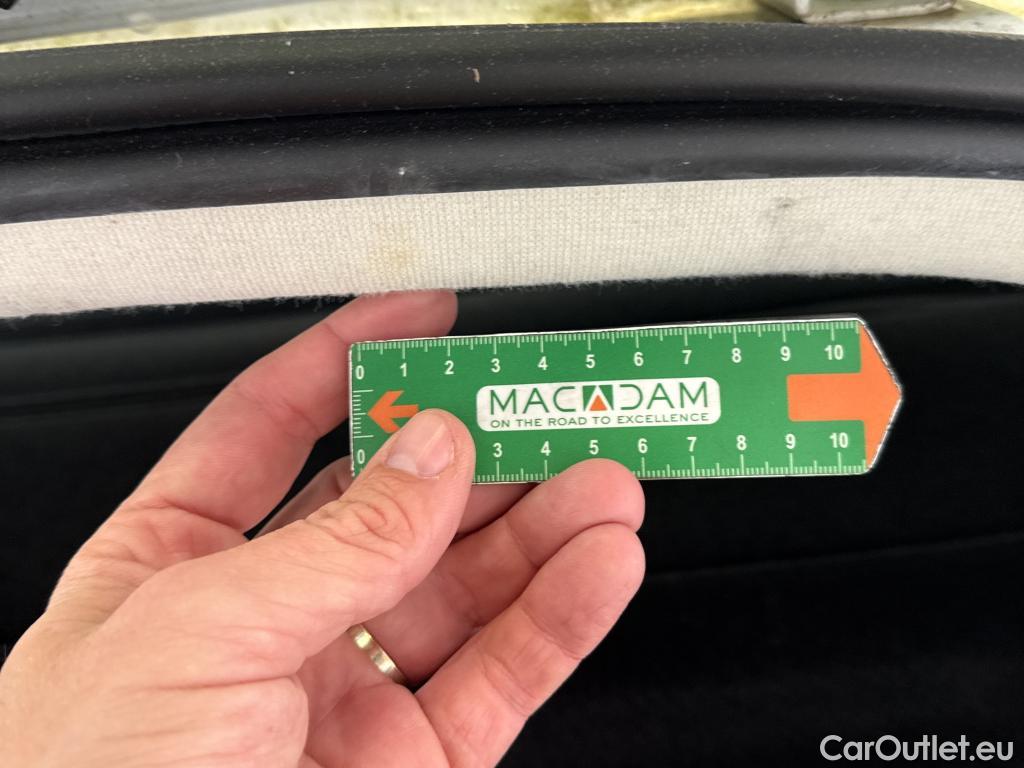 0 1 2 3 4 5 6 7 8 9 10
MACADAM
ON THE ROAD TO EXCELLENCE
0 3 4 5 6 7 8 9 10
CarOutlet.eu